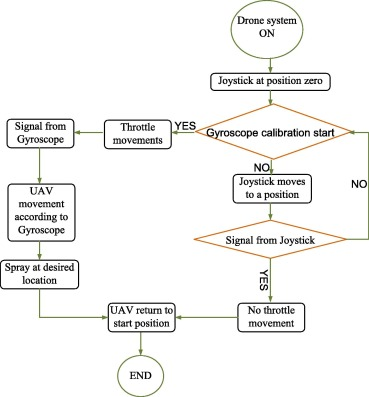 Drone system
ON
Joystick at position zero
Gyroscope calibration start
YES
Throttle
movements
Signal from
Gyroscope
NO
Joystick moves
to a position
NO
UAV
movement
according to
Gyroscope
Signal from Joystick
Spray at desired
location
YES
UAV return to
start position
No throttle
movement
END